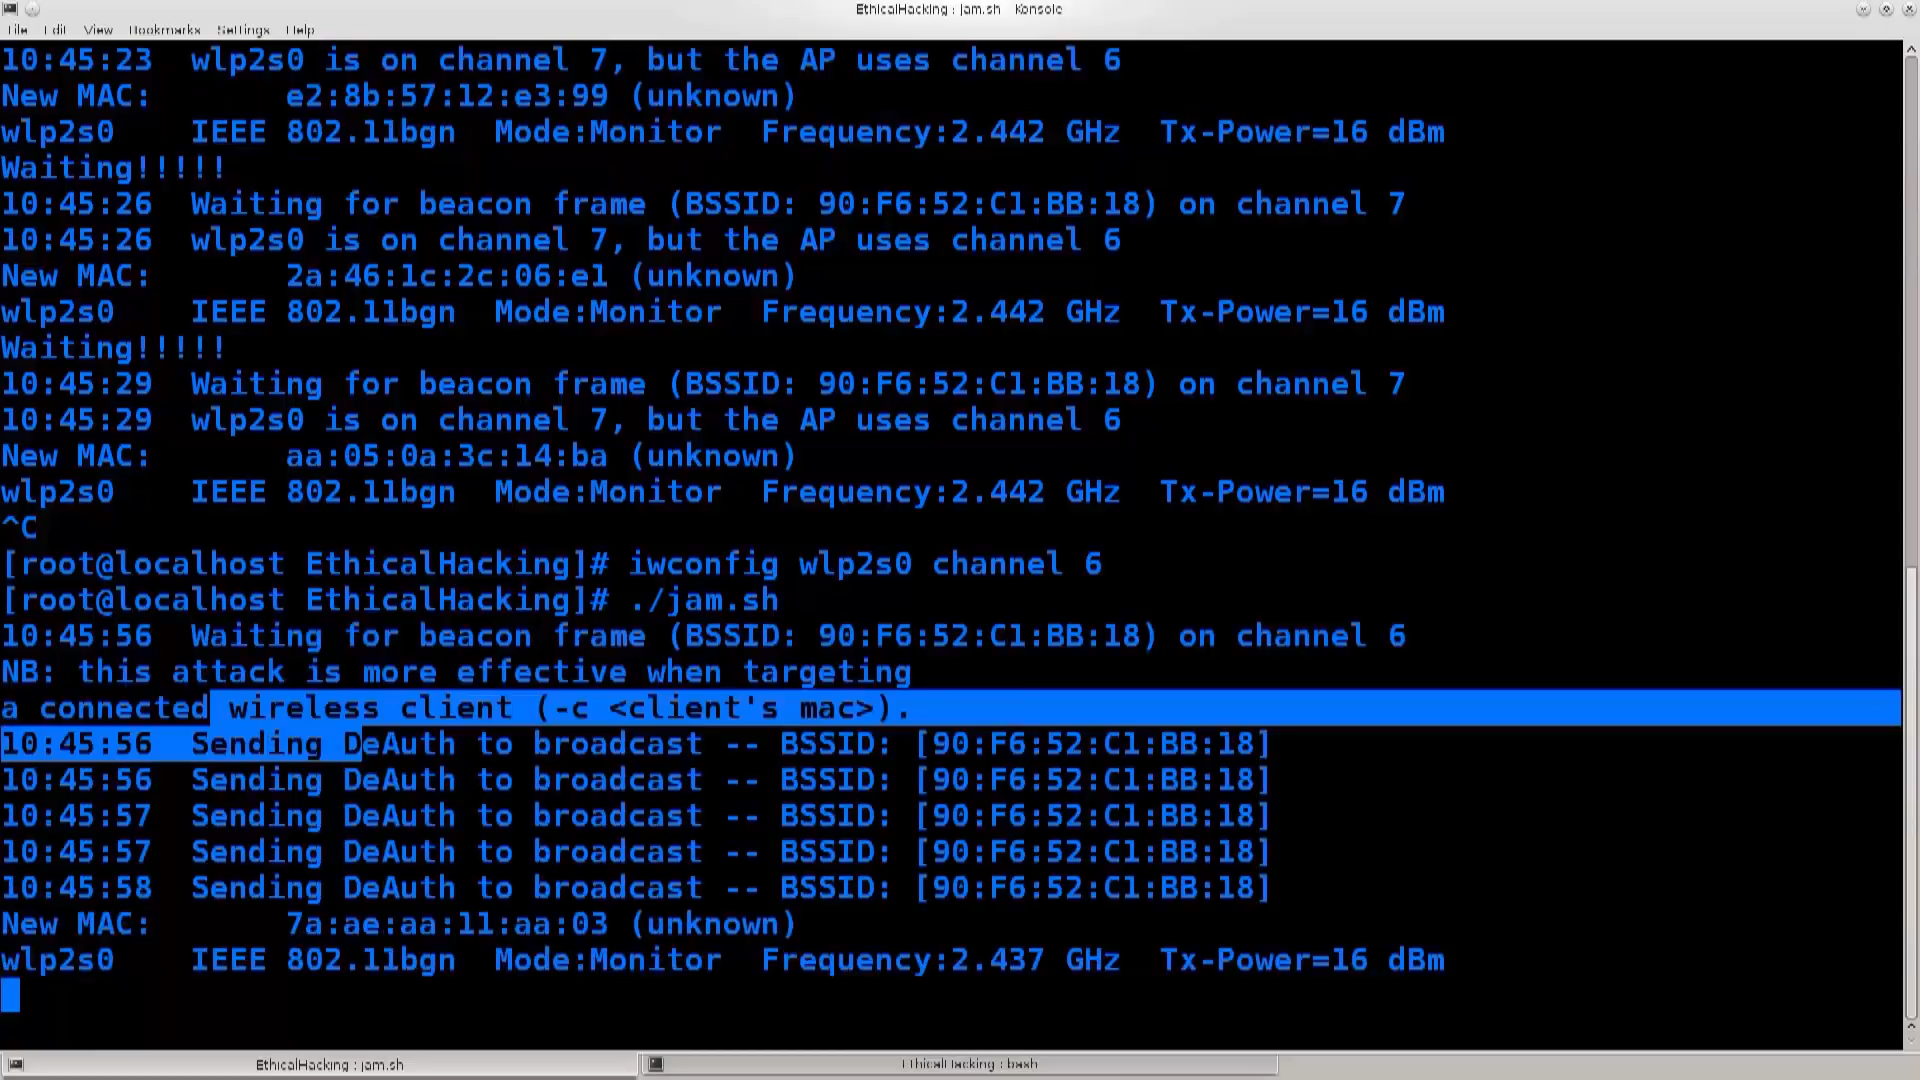 EthicalHacking : jam.sh Konsole
File Edit View Bookmarks Settings Help
10:45:23 wlp2s0 is on channel 7, but the AP uses channel 6
New MAC: e2:8b:57:12:e3:99 (unknown)
wlp2s0 IEEE 802.11bgn Mode:Monitor Frequency:2.442 GHz Tx-Power=16 dBm
Waiting!!!!!
10:45:26 Waiting for beacon frame (BSSID: 90:F6:52:C1:BB:18) on channel 7
10:45:26 wlp2s0 is on channel 7, but the AP uses channel 6
New MAC: 2a:46:1c:2c:06:e1 (unknown)
wlp2s0 IEEE 802.11bgn Mode:Monitor Frequency:2.442 GHz Tx-Power=16 dBm
Waiting!!!!!
10:45:29 Waiting for beacon frame (BSSID: 90:F6:52:C1:BB:18) on channel 7
10:45:29 wlp2s0 is on channel 7, but the AP uses channel 6
New MAC: aa:05:0a:3c:14:ba (unknown)
wlp2s0 IEEE 802.11bgn Mode:Monitor Frequency:2.442 GHz Tx-Power=16 dBm
^C
[root@localhost EthicalHacking]# iwconfig wlp2s0 channel 6
[root@localhost EthicalHacking]# ./jam.sh
10:45:56 Waiting for beacon frame (BSSID: 90:F6:52:C1:BB:18) on channel 6
NB: this attack is more effective when targeting
a connected wireless client (-c <client's mac>).
10:45:56 Sending DeAuth to broadcast -- BSSID: [90:F6:52:C1:BB:18]
10:45:56 Sending DeAuth to broadcast -- BSSID: [90:F6:52:C1:BB:18]
10:45:57 Sending DeAuth to broadcast -- BSSID: [90:F6:52:C1:BB:18]
10:45:57 Sending DeAuth to broadcast -- BSSID: [90:F6:52:C1:BB:18]
10:45:58 Sending DeAuth to broadcast -- BSSID: [90:F6:52:C1:BB:18]
New MAC: 7a:ae:aa:11:aa:03 (unknown)
wlp2s0 IEEE 802.11bgn Mode:Monitor Frequency:2.437 GHz Tx-Power=16 dBm
EthicalHacking : jam.sh
EthicalHacking : bash